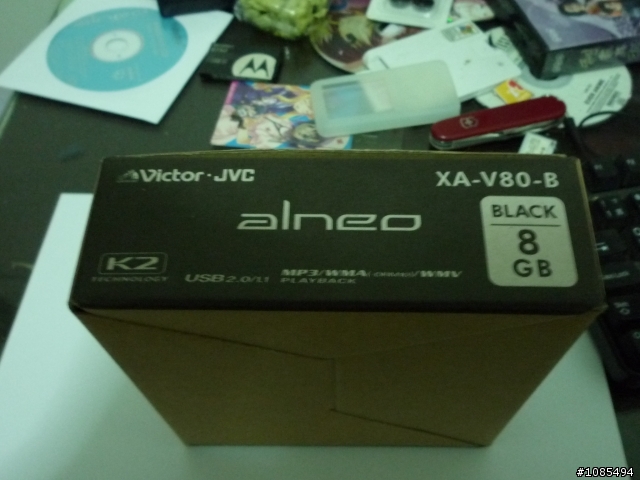 Victor·JVC
XA-V80-B
alneo
BLACK
8
GB
K2
TECHNOLOGY
USB2.0/1.1
MP3/WMA /WMV
PLAYBACK
#1085494